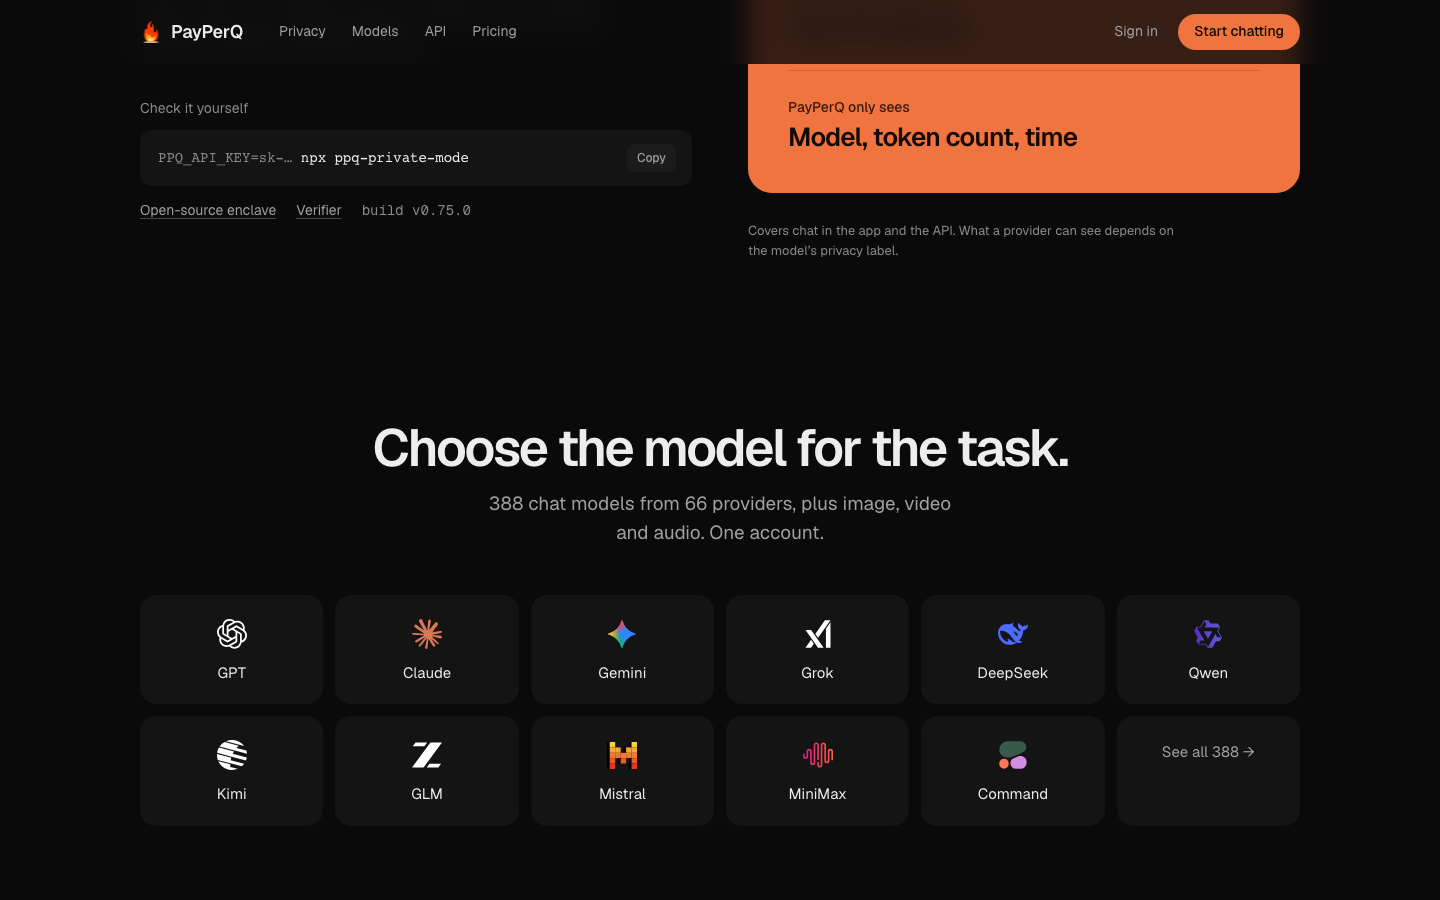 PayPerQ
Privacy
Models
API
Pricing
Sign in
Start chatting
Check it yourself
PPQ_API_KEY=sk-… npx ppq-private-mode
Copy
Open-source enclave
Verifier
build v0.75.0
PayPerQ only sees
Model, token count, time
Covers chat in the app and the API. What a provider can see depends on
the model’s privacy label.
Choose the model for the task.
388 chat models from 66 providers, plus image, video
and audio. One account.
GPT
Claude
Gemini
Grok
DeepSeek
Qwen
Kimi
GLM
Mistral
MiniMax
Command
See all 388 →